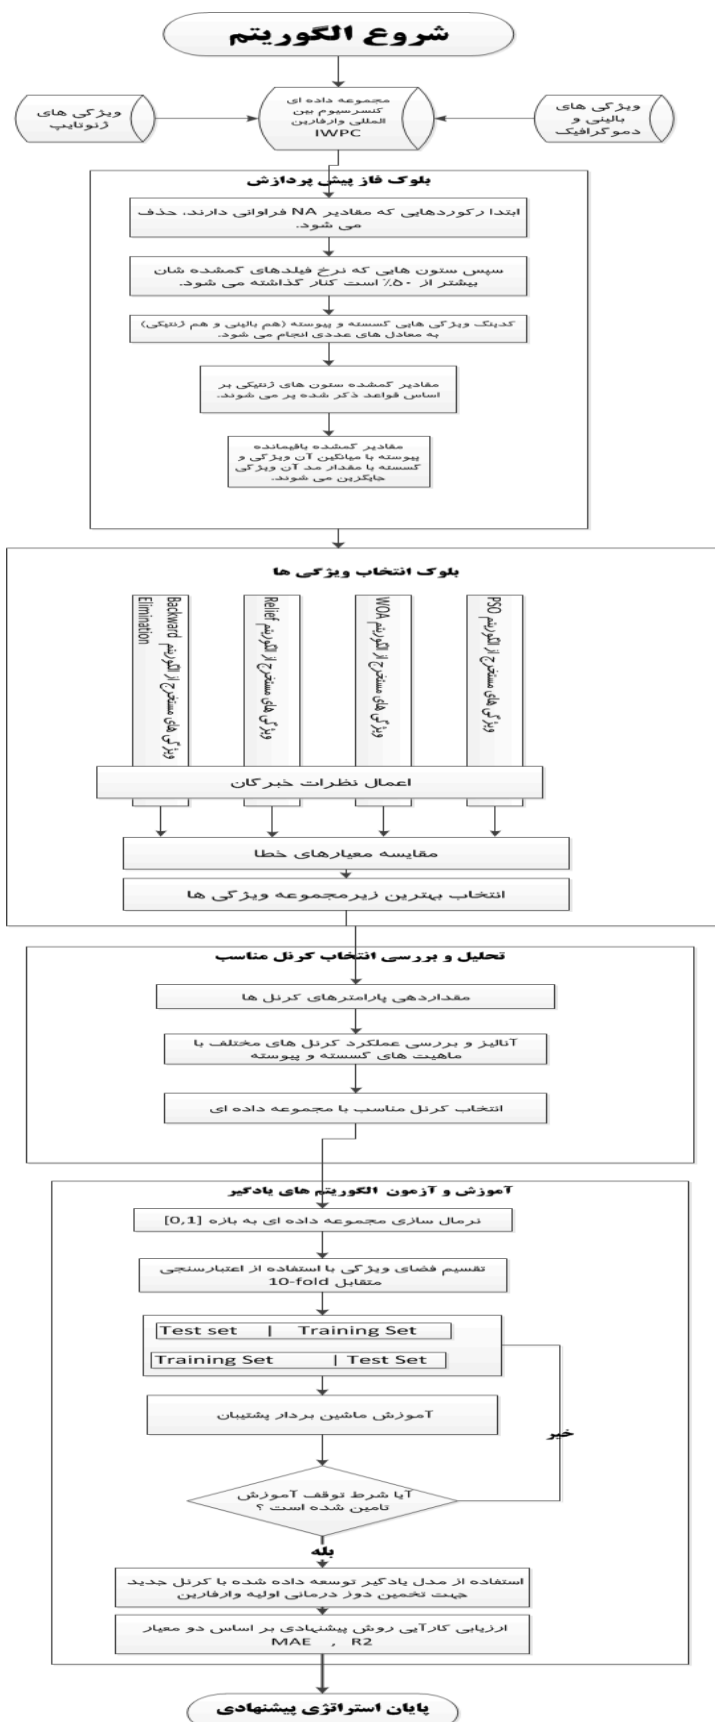 شروع الگوریتم
ویژگی های
بالینی و
دموگرافیک
مجموعه داده ای
کنسرسیوم بین
المللی وارفارین
IWPC
ویژگی های
ژنوتایپ
بلوک فاز پیش پردازش
ابتدا رکوردهایی که مقادیر NA فراوانی دارند، حذف
می شود.
سپس ستون هایی که نرخ فیلدهای گمشده شان
بیشتر از ۵۰٪ است کنار گذاشته می شود.
کدینگ ویژگی هایی گسسته و پیوسته (هم بالینی و هم ژنتیکی)
به معادل های عددی انجام می شود.
مقادیر گمشده ستون های ژنتیکی بر
اساس قواعد ذکر شده پر می شوند.
مقادیر گمشده باقیمانده
پیوسته با میانگین آن ویژگی و
گسسته با مقدار مد آن ویژگی
جایگزین می شوند.
بلوک انتخاب ویژگی ها
ویژگی های مستخرج از الگوریتم PSO
ویژگی های مستخرج از الگوریتم WOA
ویژگی های مستخرج از الگوریتم Relief
ویژگی های مستخرج از الگوریتم Backward
Elimination
اعمال نظرات خبرگان
مقایسه معیارهای خطا
انتخاب بهترین زیرمجموعه ویژگی ها
تحلیل و بررسی انتخاب کرنل مناسب
مقداردهی پارامترهای کرنل ها
آنالیز و بررسی عملکرد کرنل های مختلف با
ماهیت های گسسته و پیوسته
انتخاب کرنل مناسب با مجموعه داده ای
آموزش و آزمون الگوریتم های یادگیر
نرمال سازی مجموعه داده ای به بازه [0,1]
تقسیم فضای ویژگی با استفاده از اعتبارسنجی
متقابل 10-fold
Test set | Training Set
Training Set | Test Set
آموزش ماشین بردار پشتیبان
خیر
آیا شرط توقف آموزش
تامین شده است ؟
بله
استفاده از مدل یادگیر توسعه داده شده با کرنل جدید
جهت تخمین دوز درمانی اولیه وارفارین
ارزیابی کارآیی روش پیشنهادی بر اساس دو معیار
MAE , R2
پایان استراتژی پیشنهادی